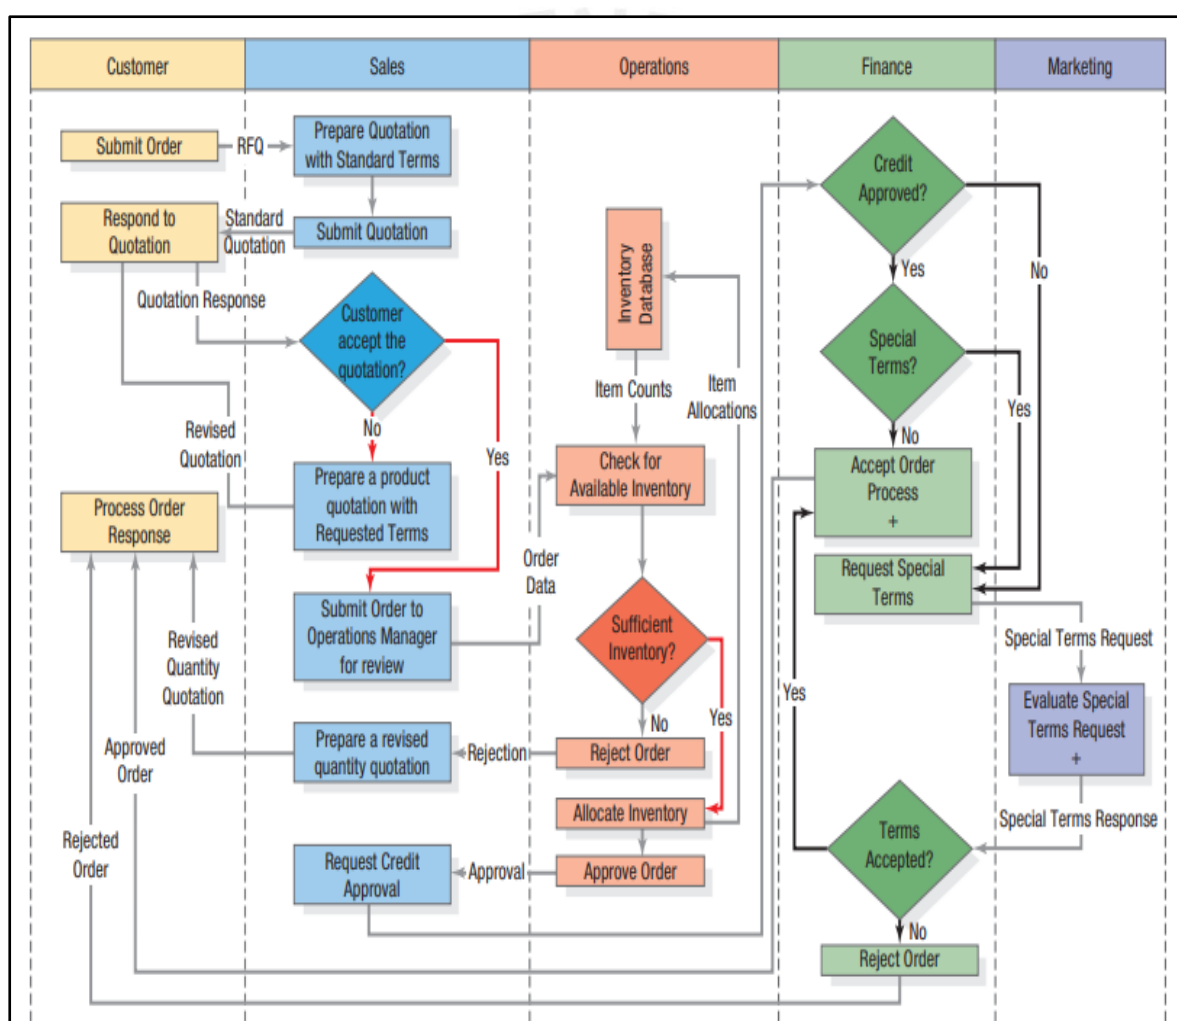 Customer
Sales
Operations
Finance
Marketing
Submit Order
RFQ
Prepare Quotation
with Standard Terms
Credit
Approved?
Respond to
Quotation
Standard
Quotation
Submit Quotation
Inventory
Database
Yes
No
Quotation Response
Customer
accept the
quotation?
Special
Terms?
Item Counts
Item
Allocations
Yes
No
Revised
Quotation
No
Yes
Check for
Available Inventory
Accept Order
Process
+
Prepare a product
quotation with
Requested Terms
Process Order
Response
Order
Data
Request Special
Terms
Submit Order to
Operations Manager
for review
Sufficient
Inventory?
Special Terms Request
Revised
Quantity
Quotation
Yes
Evaluate Special
Terms Request
+
No
Yes
Prepare a revised
quantity quotation
Rejection
Reject Order
Approved
Order
Allocate Inventory
Special Terms Response
Terms
Accepted?
Rejected
Order
Request Credit
Approval
Approval
Approve Order
No
Reject Order